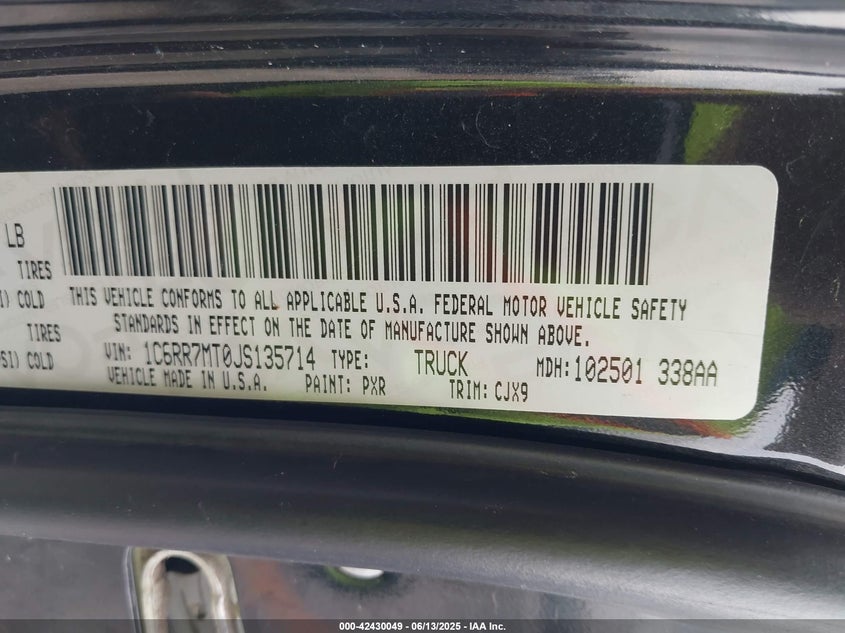 LB
TIRES
I) COLD
TIRES
SI) COLD
THIS VEHICLE CONFORMS TO ALL APPLICABLE U.S.A. FEDERAL MOTOR VEHICLE SAFETY
STANDARDS IN EFFECT ON THE DATE OF MANUFACTURE SHOWN ABOVE.
VIN: 1C6RR7MT0JS135714 TYPE: TRUCK MDH:102501 338AA
VEHICLE MADE IN U.S.A. PAINT: PXR TRIM: CJX9
000-42430049 - 06/13/2025 - IAA Inc.